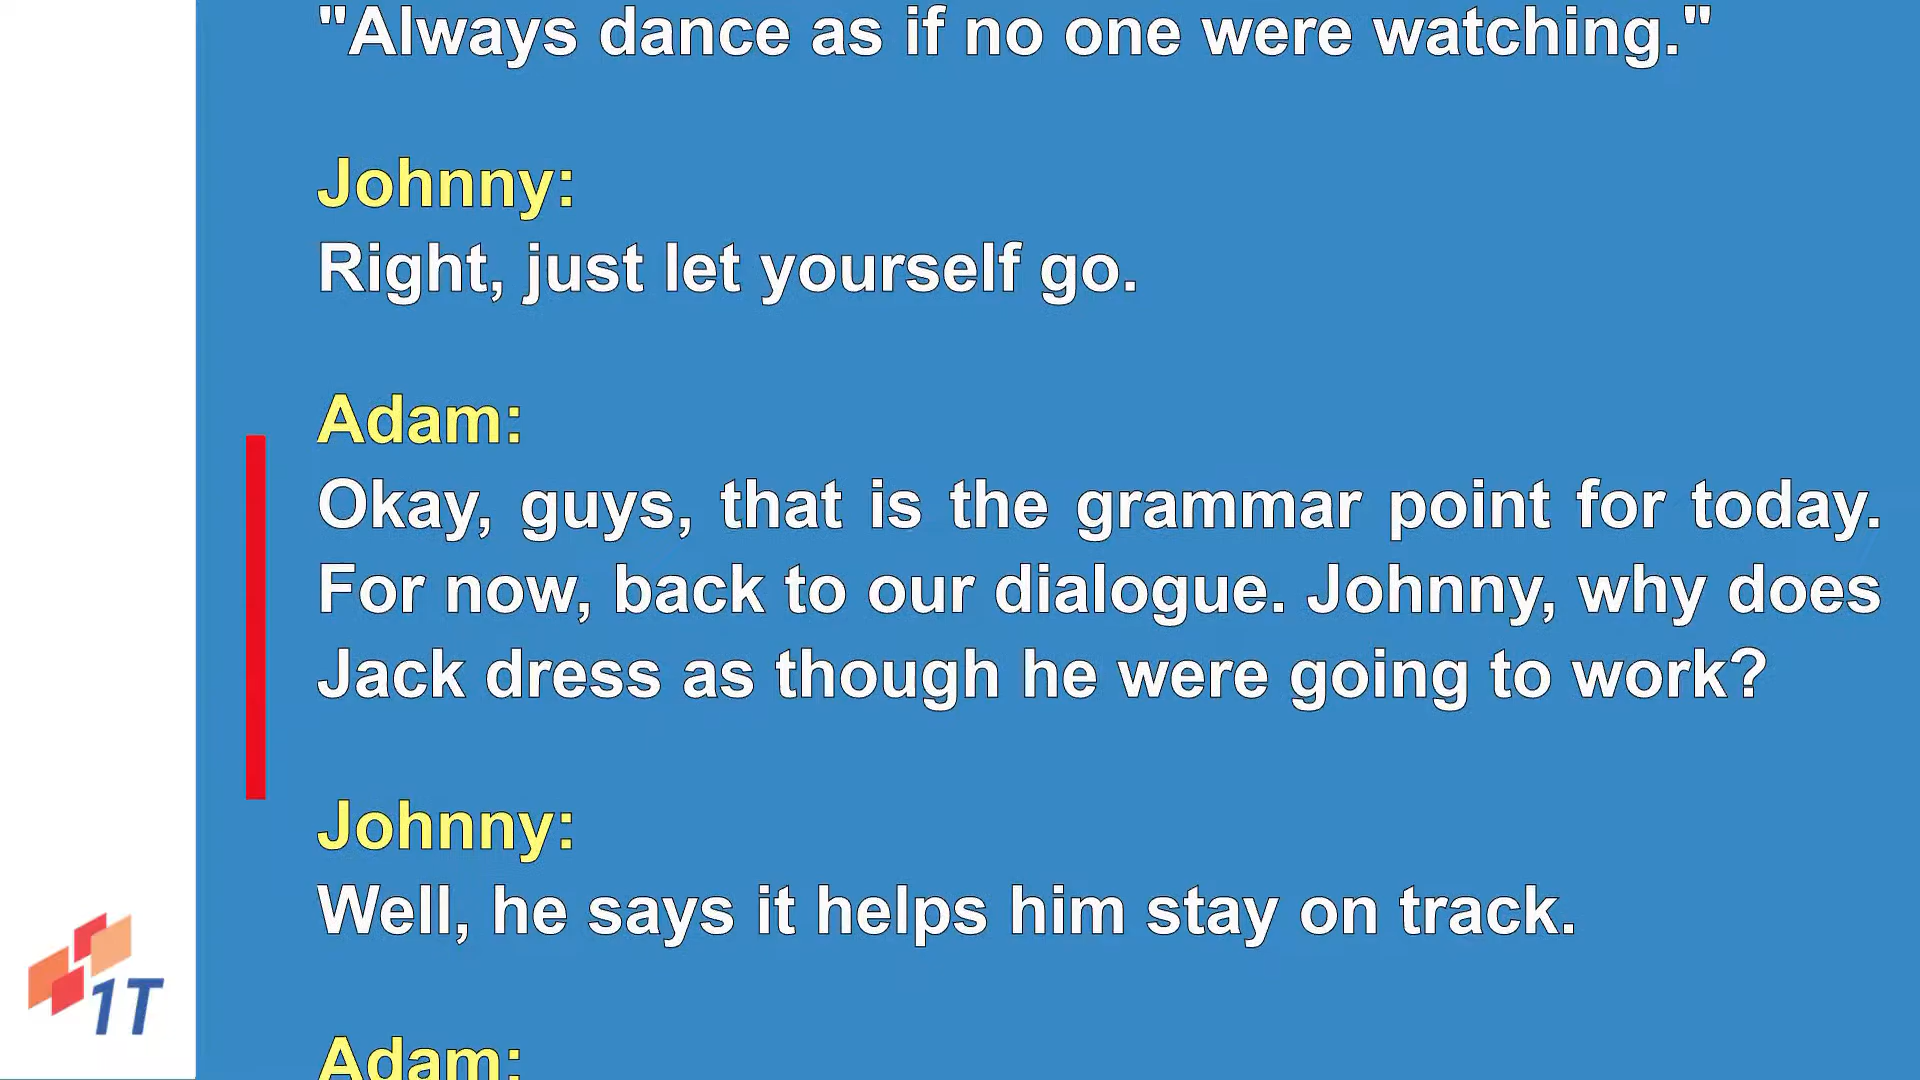 "Always dance as if no one were watching."
Johnny:
Right, just let yourself go.
Adam:
Okay, guys, that is the grammar point for today.
For now, back to our dialogue. Johnny, why does
Jack dress as though he were going to work?
Johnny:
Well, he says it helps him stay on track.
Adam:
1T